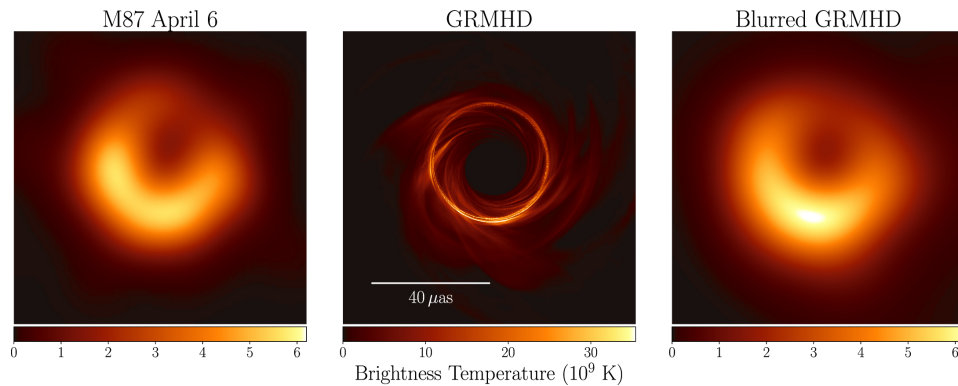 M87 April 6
GRMHD
Blurred GRMHD
40 μas
0 1 2 3 4 5 6
0 10 20 30
0 1 2 3 4 5 6
Brightness Temperature (10⁹ K)